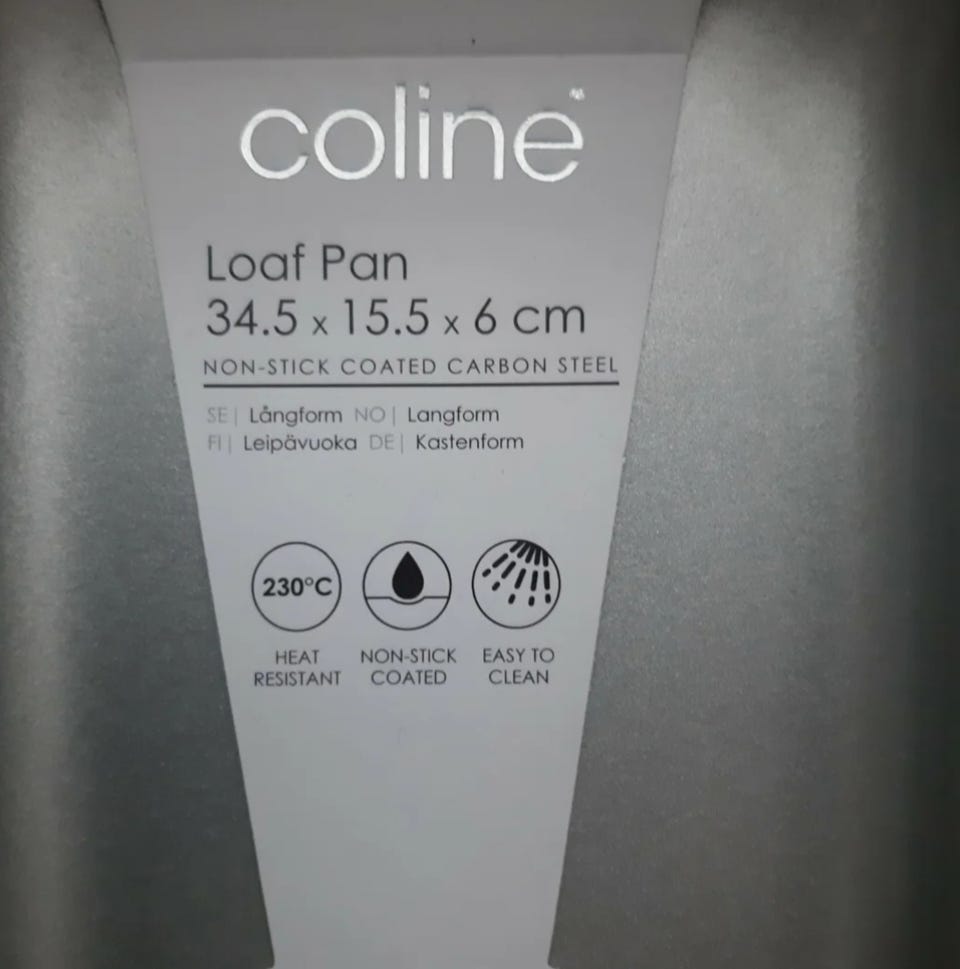 coline™
Loaf Pan
34.5 x 15.5 x 6 cm
NON-STICK COATED CARBON STEEL
SE| Långform NO| Langform
FI| Leipävuoka DE| Kastenform
230°C
HEAT RESISTANT
NON-STICK COATED
EASY TO CLEAN